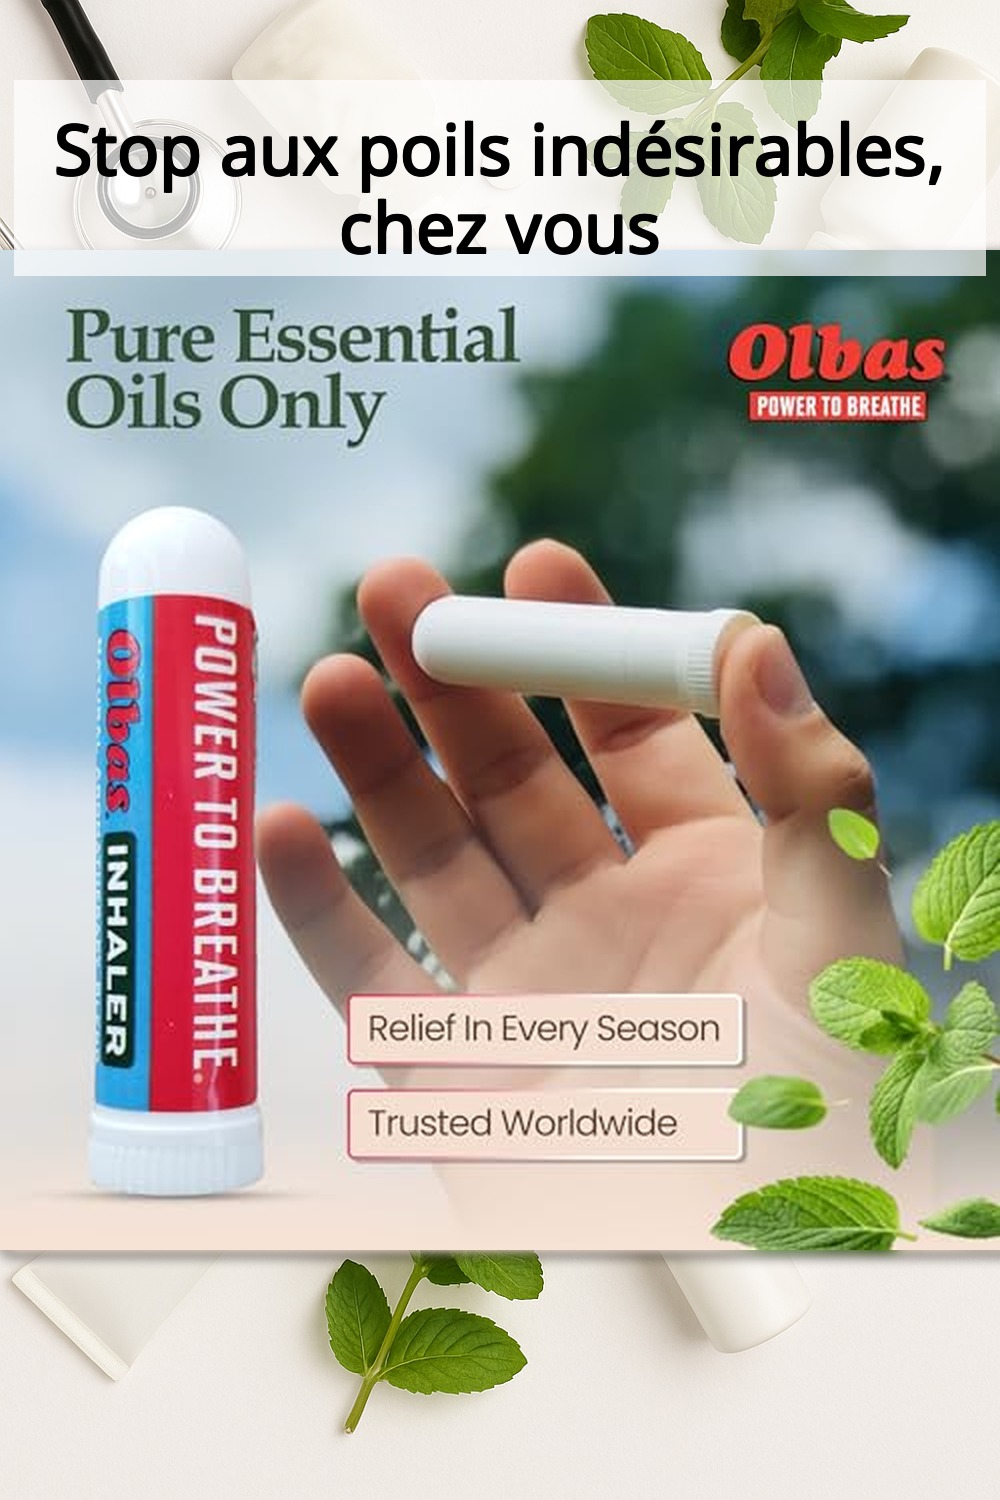 Stop aux poils indésirables,
chez vous
Pure Essential
Oils Only
Olbas
POWER TO BREATHE
Olbas INHALER
POWER TO BREATHE.
Relief In Every Season
Trusted Worldwide